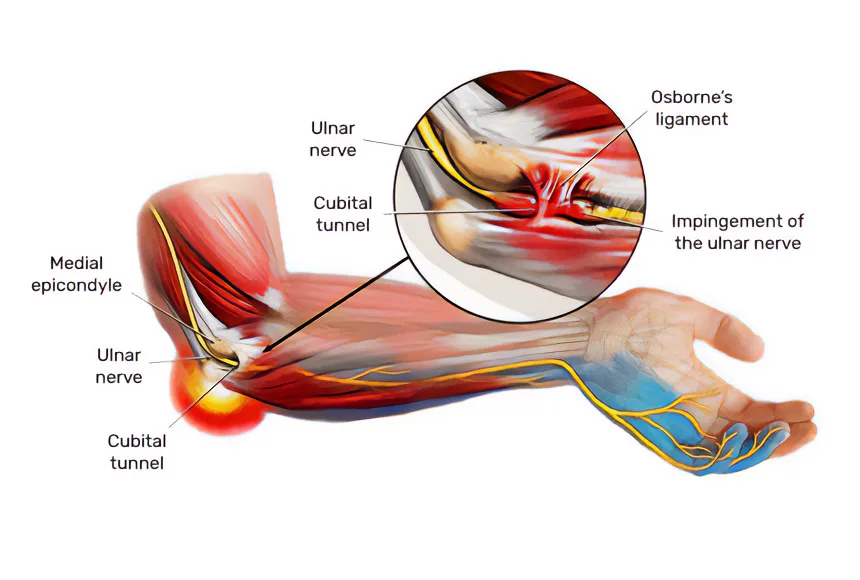 Osborne's
ligament
Ulnar
nerve
Cubital
tunnel
Impingement of
the ulnar nerve
Medial
epicondyle
Ulnar
nerve
Cubital
tunnel